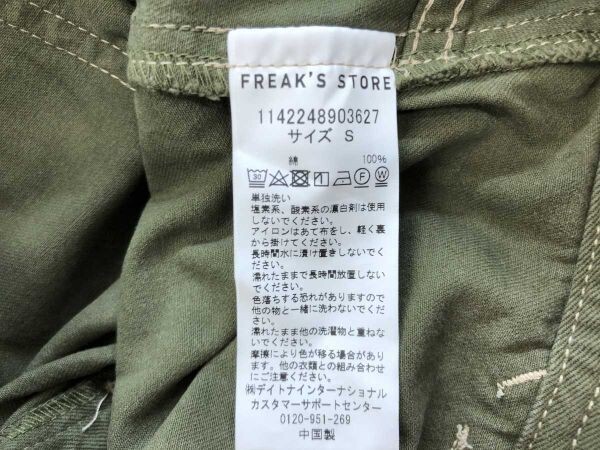 FREAK'S STORE
1142248903627
サイズ S
綿 100%
30 F W
単独洗い
塩素系、酸素系の漂白剤は使用
しないでください。
アイロンはあて布をし、軽く裏
から掛けてください。
長時間水に漬け置きしないでく
ださい。
濡れたままで長時間放置しない
でください。
色落ちする恐れがありますので
他の物と一緒に洗わないでくだ
さい。
濡れたまま他の洗濯物と重ねな
いでください。
摩擦により色が移る場合があり
ます。他の衣類との組み合わせ
にご注意ください。
㈱デイトナインターナショナル
カスタマーサポートセンター
0120-951-269
中国製